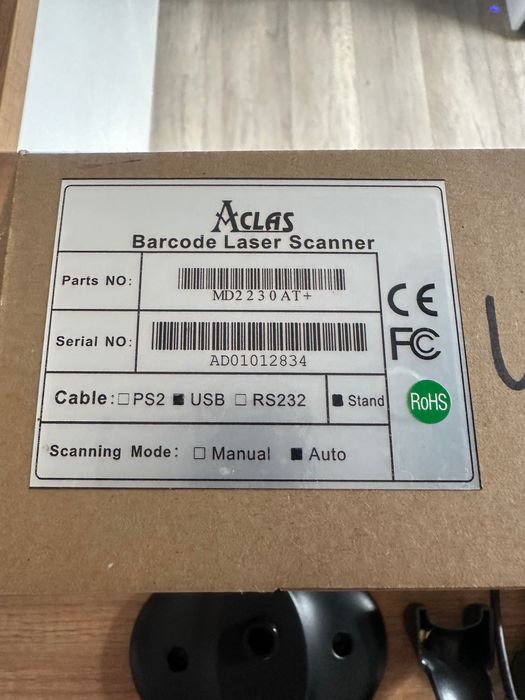 ACLAS
Barcode Laser Scanner
Parts NO:
MD2230AT+
Serial NO:
AD01012834
Cable: □ PS2 ■ USB □ RS232 ■ Stand
Scanning Mode: □ Manual ■ Auto
CE
FC
RoHS